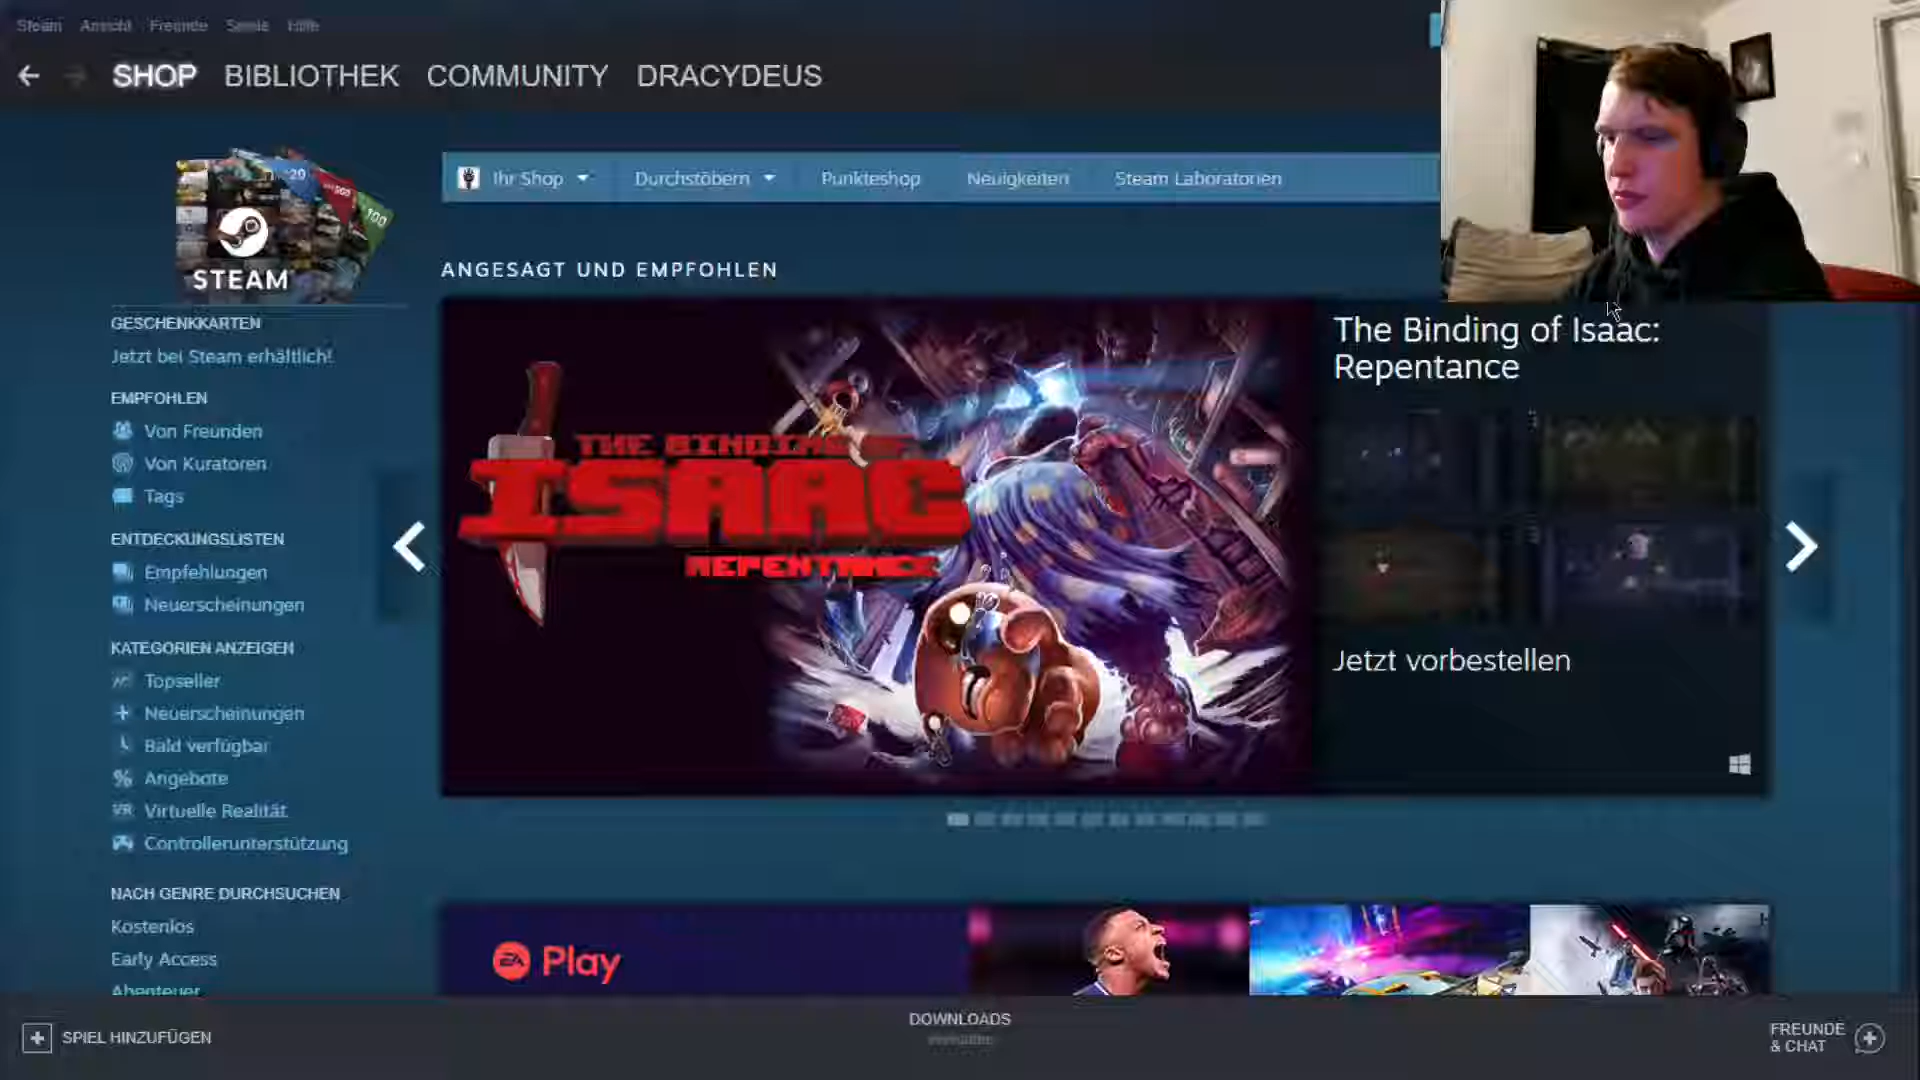 Steam Ansicht Freunde Spiele Hilfe
SHOP BIBLIOTHEK COMMUNITY DRACYDEUS
Ihr Shop Durchstöbern Punkteshop Neuigkeiten Steam Laboratorien
STEAM
ANGESAGT UND EMPFOHLEN
GESCHENKKARTEN
Jetzt bei Steam erhältlich!
EMPFOHLEN
Von Freunden
Von Kuratoren
Tags
ENTDECKUNGSLISTEN
Empfehlungen
Neuerscheinungen
KATEGORIEN ANZEIGEN
Topseller
Neuerscheinungen
Bald verfügbar
Angebote
VR Virtuelle Realität
Controllerunterstützung
NACH GENRE DURCHSUCHEN
Kostenlos
Early Access
Abenteuer
THE BINDING OF
ISAAC
REPENTANCE
The Binding of Isaac:
Repentance
Jetzt vorbestellen
EA Play
SPIEL HINZUFÜGEN
DOWNLOADS
FREUNDE
& CHAT